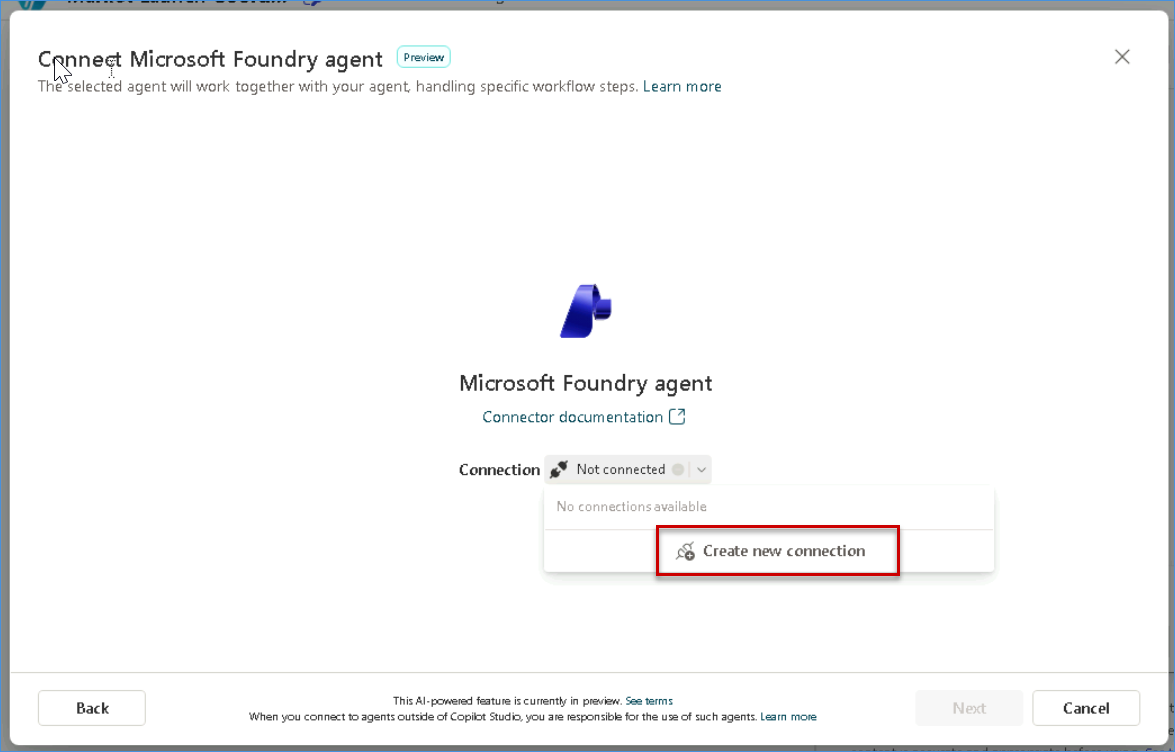 Connect Microsoft Foundry agent Preview
The selected agent will work together with your agent, handling specific workflow steps. Learn more
Microsoft Foundry agent
Connector documentation
Connection Not connected
No connections available
Create new connection
Back
This AI-powered feature is currently in preview. See terms
When you connect to agents outside of Copilot Studio, you are responsible for the use of such agents. Learn more
Next
Cancel